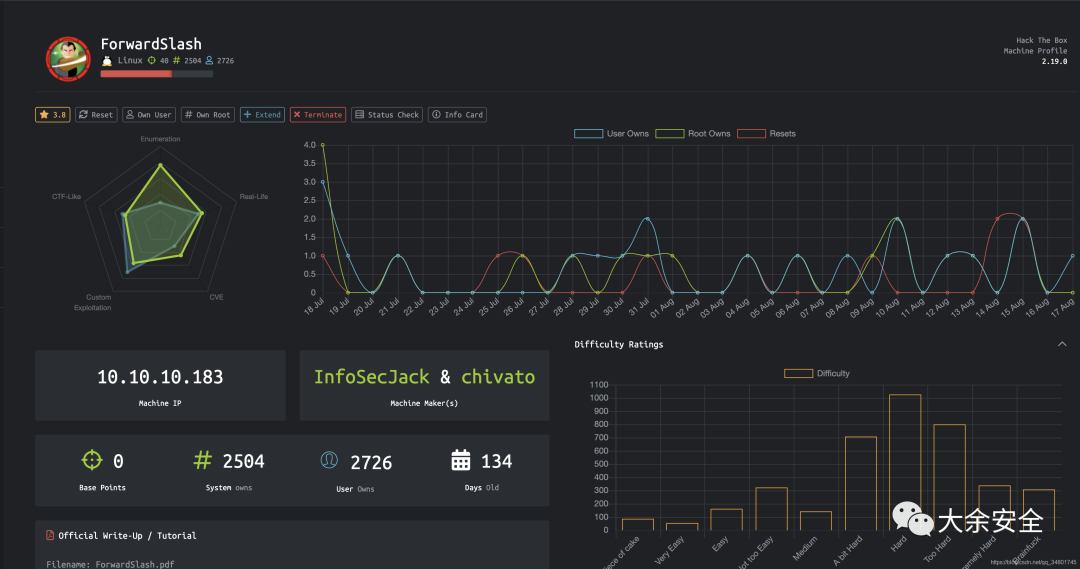 ForwardSlash
Linux 40 2504 2726
Hack The Box
Machine Profile
2.19.0
3.8 Reset Own User Own Root Extend Terminate Status Check Info Card
Enumeration
CTF-Like
Real-Life
Custom
Exploitation
CVE
User Owns Root Owns Resets
4.0
3.5
3.0
2.5
2.0
1.5
1.0
0.5
0
18 Jul 19 Jul 20 Jul 21 Jul 22 Jul 23 Jul 24 Jul 25 Jul 26 Jul 27 Jul 28 Jul 29 Jul 30 Jul 31 Jul 01 Aug 02 Aug 03 Aug 04 Aug 05 Aug 06 Aug 07 Aug 08 Aug 09 Aug 10 Aug 11 Aug 12 Aug 13 Aug 14 Aug 15 Aug 16 Aug 17 Aug
10.10.10.183
Machine IP
InfoSecJack & chivato
Machine Maker(s)
0
Base Points
2504
System owns
2726
User Owns
134
Days Old
Official Write-Up / Tutorial
Filename: ForwardSlash.pdf
Difficulty Ratings
Difficulty
1100
1000
900
800
700
600
500
400
300
200
100
0
iece of cake Very Easy Easy Not too Easy Medium A bit Hard Hard Too Hard emely Hard Brainfuck
大余安全